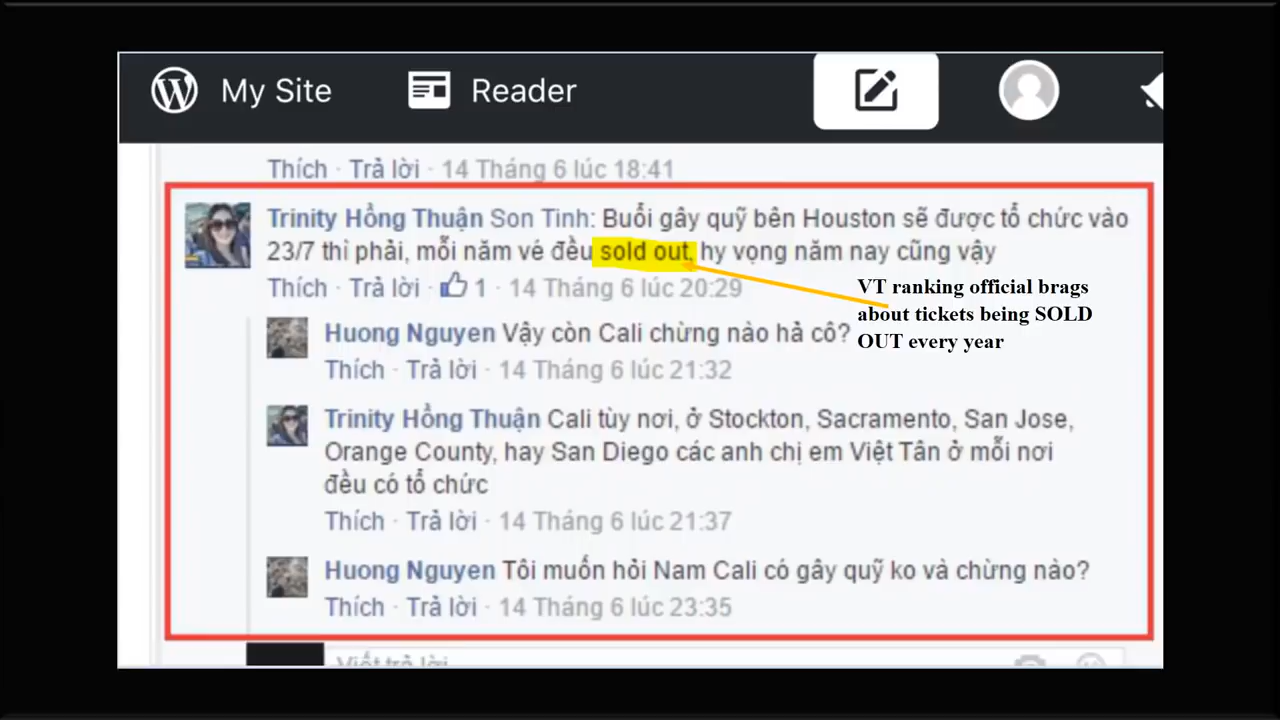 My Site
Reader
Thích · Trả lời · 14 Tháng 6 lúc 18:41
Trinity Hồng Thuận Son Tinh: Buổi gây quỹ bên Houston sẽ được tổ chức vào
23/7 thì phải, mỗi năm vé đều sold out, hy vọng năm nay cũng vậy
Thích · Trả lời · 1 · 14 Tháng 6 lúc 20:29
VT ranking official brags
about tickets being SOLD
OUT every year
Huong Nguyen Vậy còn Cali chừng nào hả cô?
Thích · Trả lời · 14 Tháng 6 lúc 21:32
Trinity Hồng Thuận Cali tùy nơi, ở Stockton, Sacramento, San Jose,
Orange County, hay San Diego các anh chị em Việt Tân ở mỗi nơi
đều có tổ chức
Thích · Trả lời · 14 Tháng 6 lúc 21:37
Huong Nguyen Tôi muốn hỏi Nam Cali có gây quỹ ko và chừng nào?
Thích · Trả lời · 14 Tháng 6 lúc 23:35
Viết trả lời